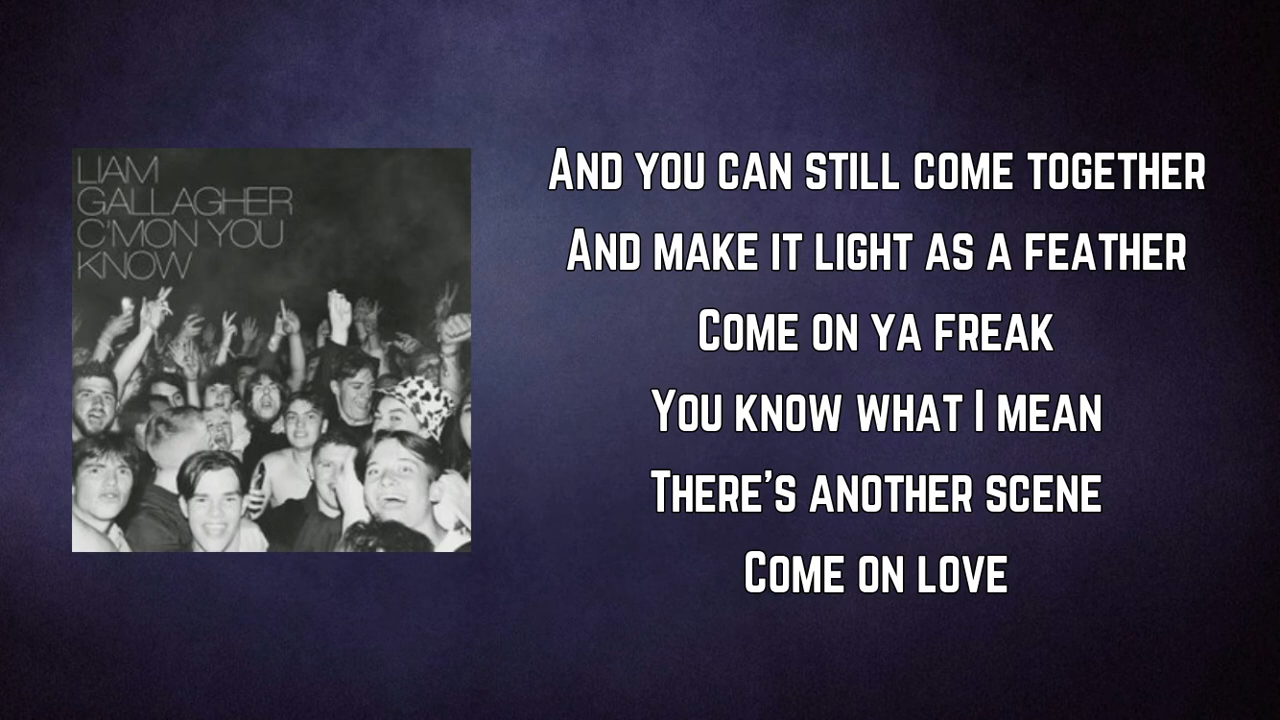 LIAM
GALLAGHER
C'MON YOU
KNOW
And you can still come together
And make it light as a feather
Come on ya freak
You know what I mean
There's another scene
Come on love